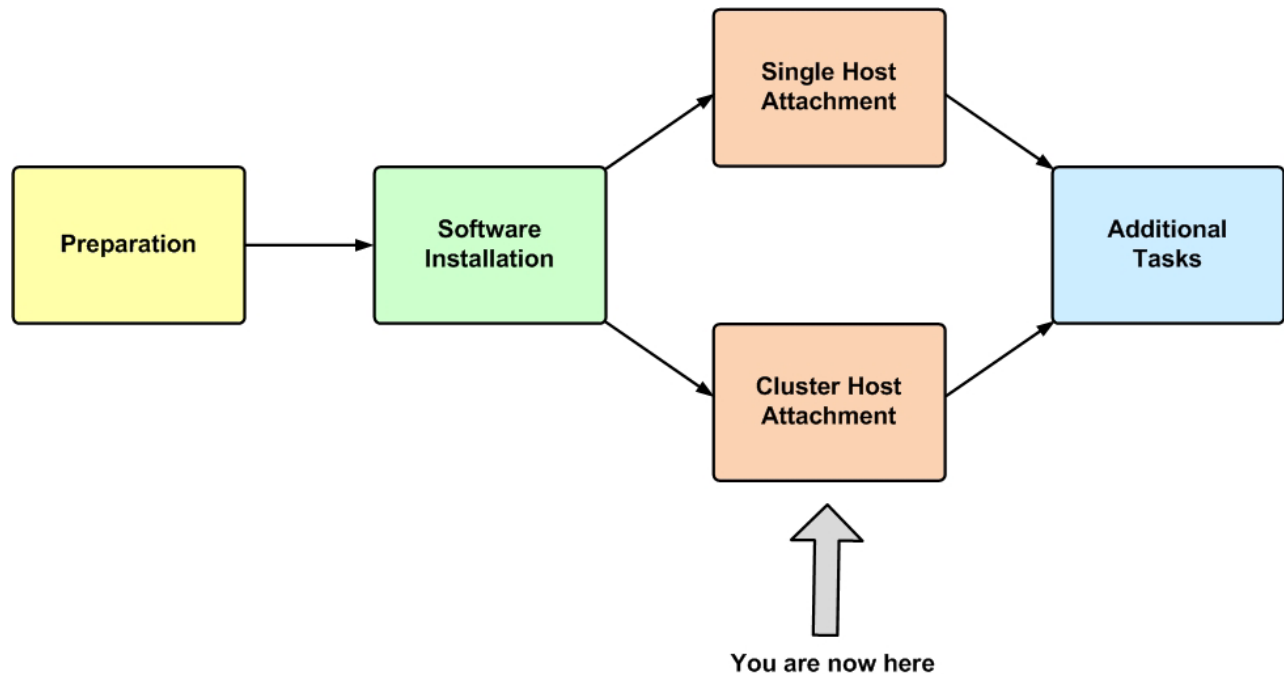 Preparation
Software
Installation
Single Host
Attachment
Cluster Host
Attachment
Additional
Tasks
You are now here